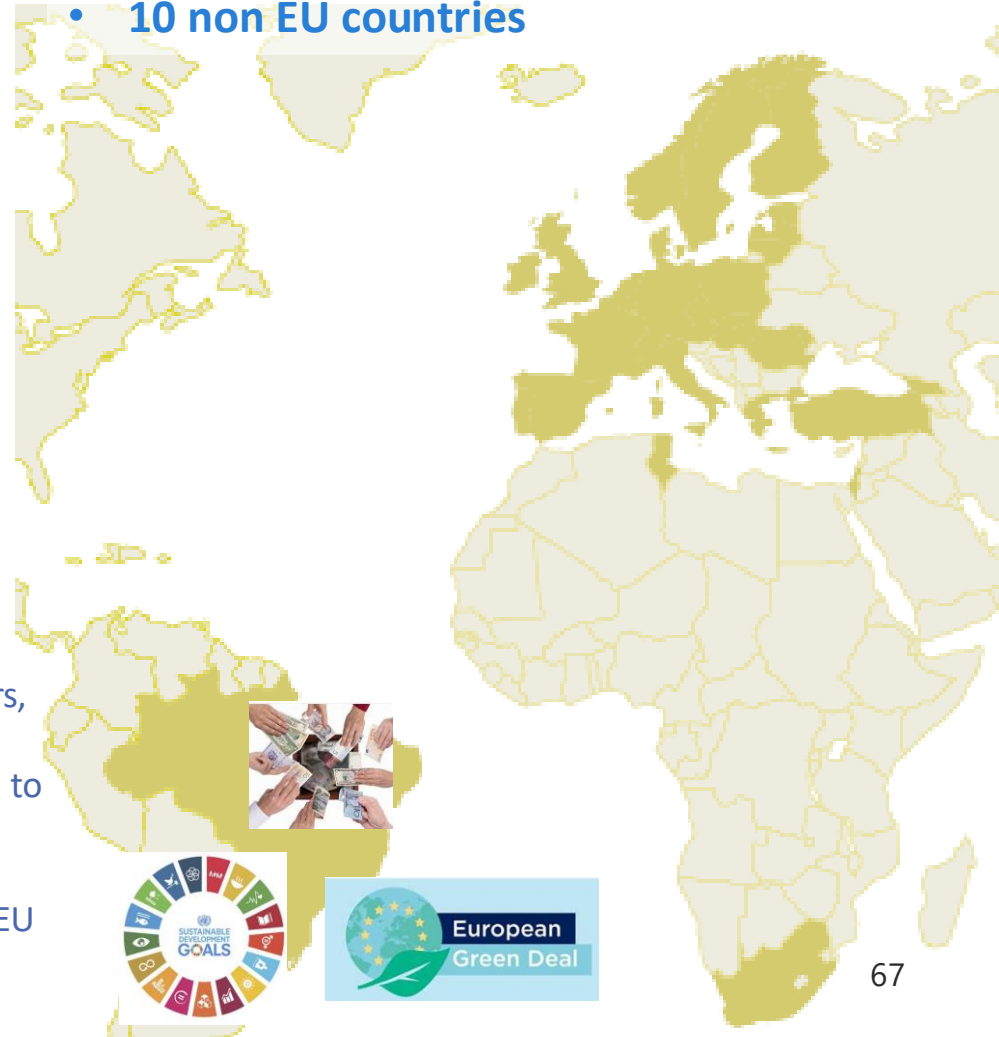 • 10 non EU countries
rs,
to
EU
SUSTAINABLE
DEVELOPMENT
GOALS
European
Green Deal
67